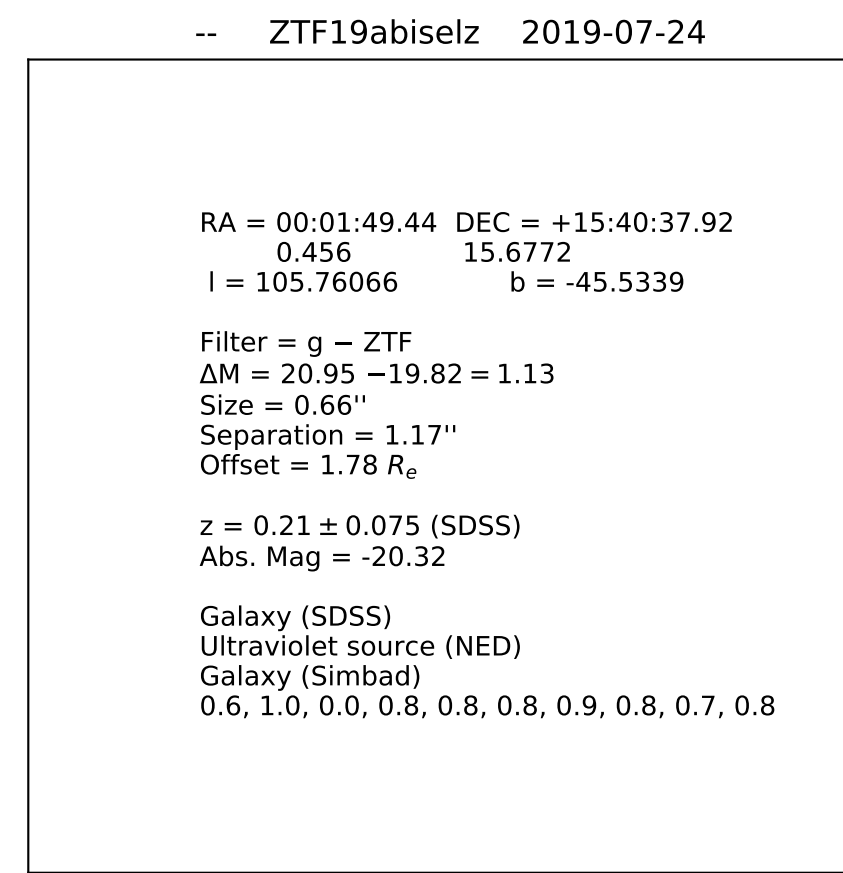 -- ZTF19abiselz 2019-07-24
RA = 00:01:49.44 DEC = +15:40:37.92
0.456 15.6772
l = 105.76066 b = -45.5339
Filter = g − ZTF
ΔM = 20.95 −19.82 = 1.13
Size = 0.66''
Separation = 1.17''
Offset = 1.78 Rₑ
z = 0.21 ± 0.075 (SDSS)
Abs. Mag = -20.32
Galaxy (SDSS)
Ultraviolet source (NED)
Galaxy (Simbad)
0.6, 1.0, 0.0, 0.8, 0.8, 0.8, 0.9, 0.8, 0.7, 0.8